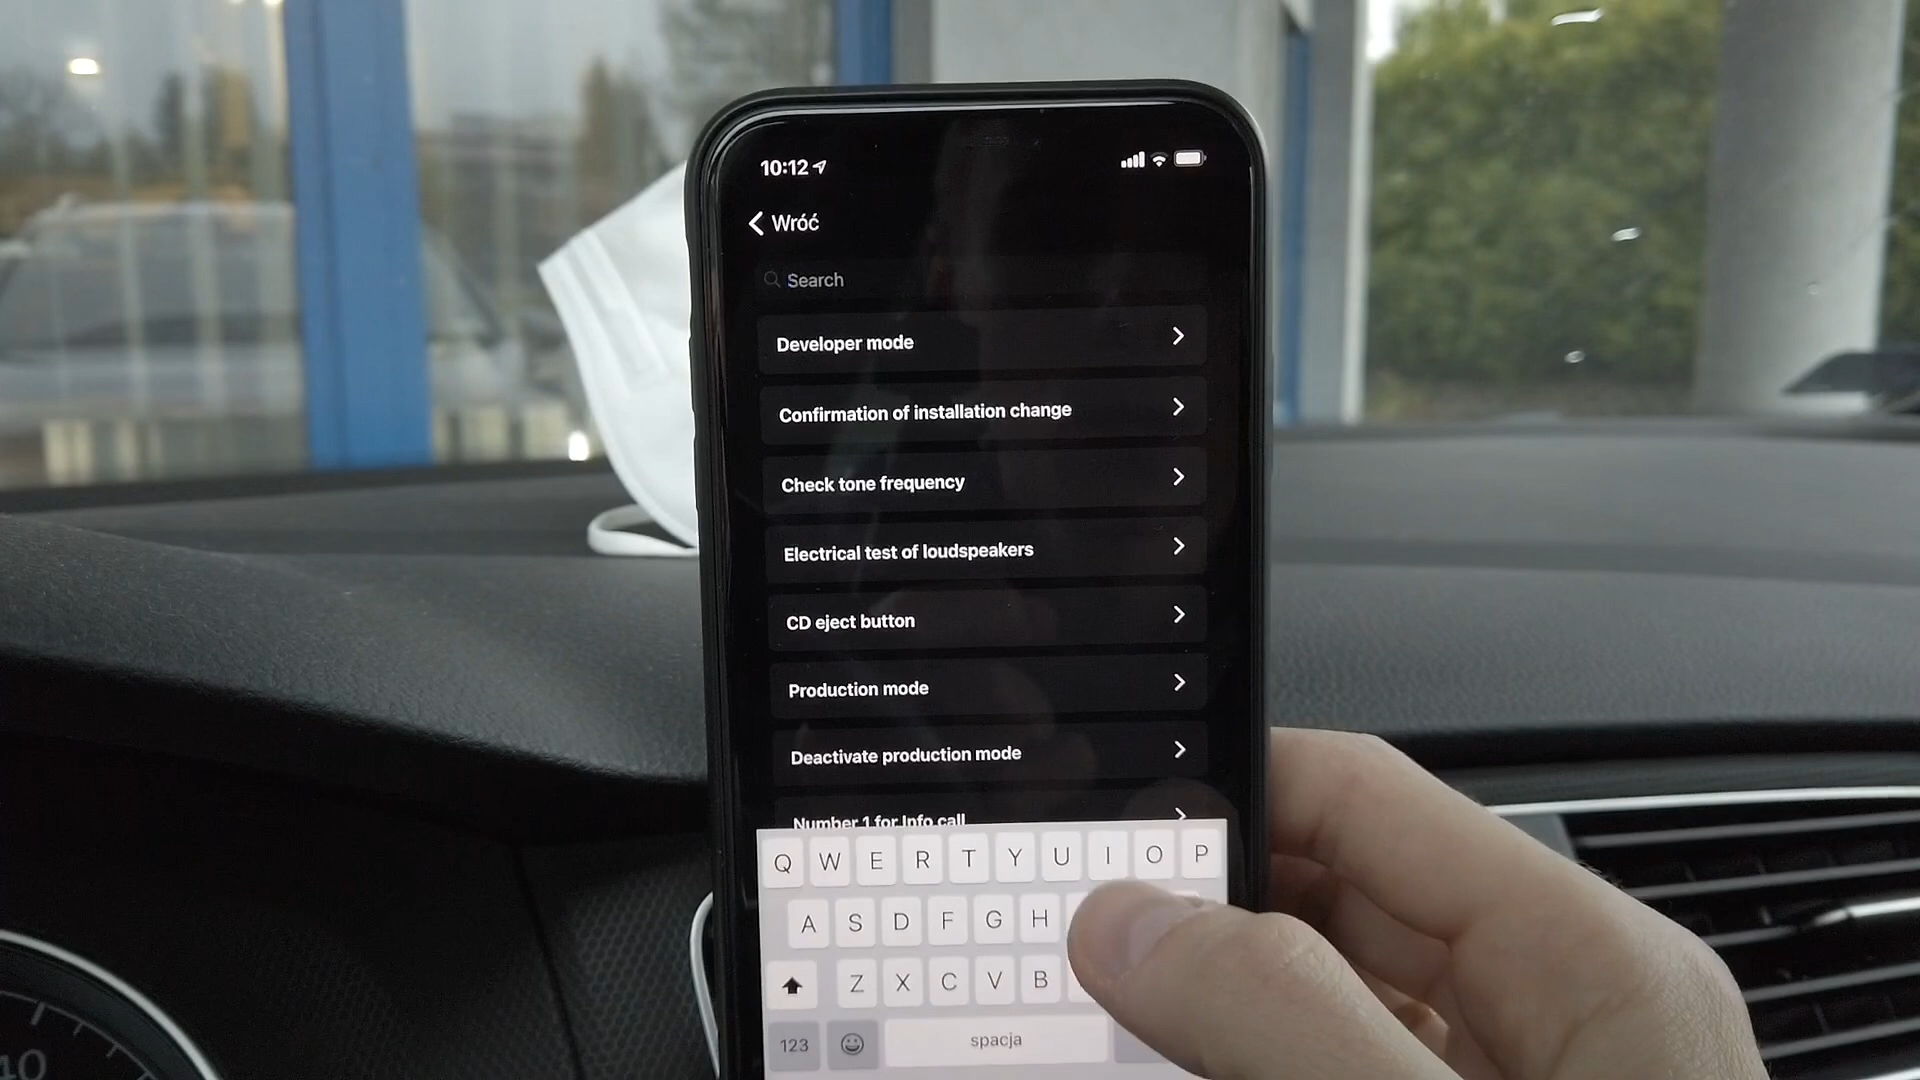 10:12
Wróć
Search
Developer mode
Confirmation of installation change
Check tone frequency
Electrical test of loudspeakers
CD eject button
Production mode
Deactivate production mode
Number 1 for Info call
Q W E R T Y U I O P
A S D F G H
Z X C V B
123 spacja